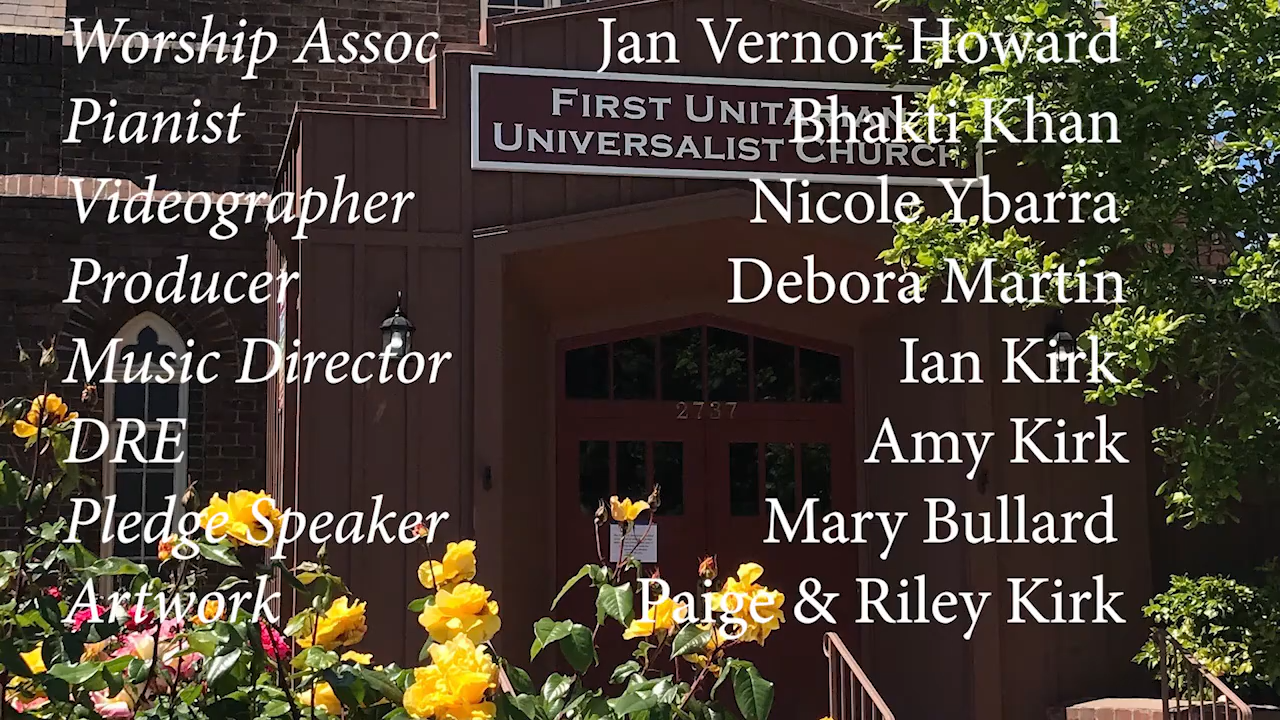 Worship Assoc Jan Vernor-Howard
FIRST UNITARIAN
Pianist Bhakti Khan
UNIVERSALIST CHURCH
Videographer Nicole Ybarra
Producer Debora Martin
Music Director Ian Kirk
2737
DRE Amy Kirk
Pledge Speaker Mary Bullard
Artwork Paige & Riley Kirk